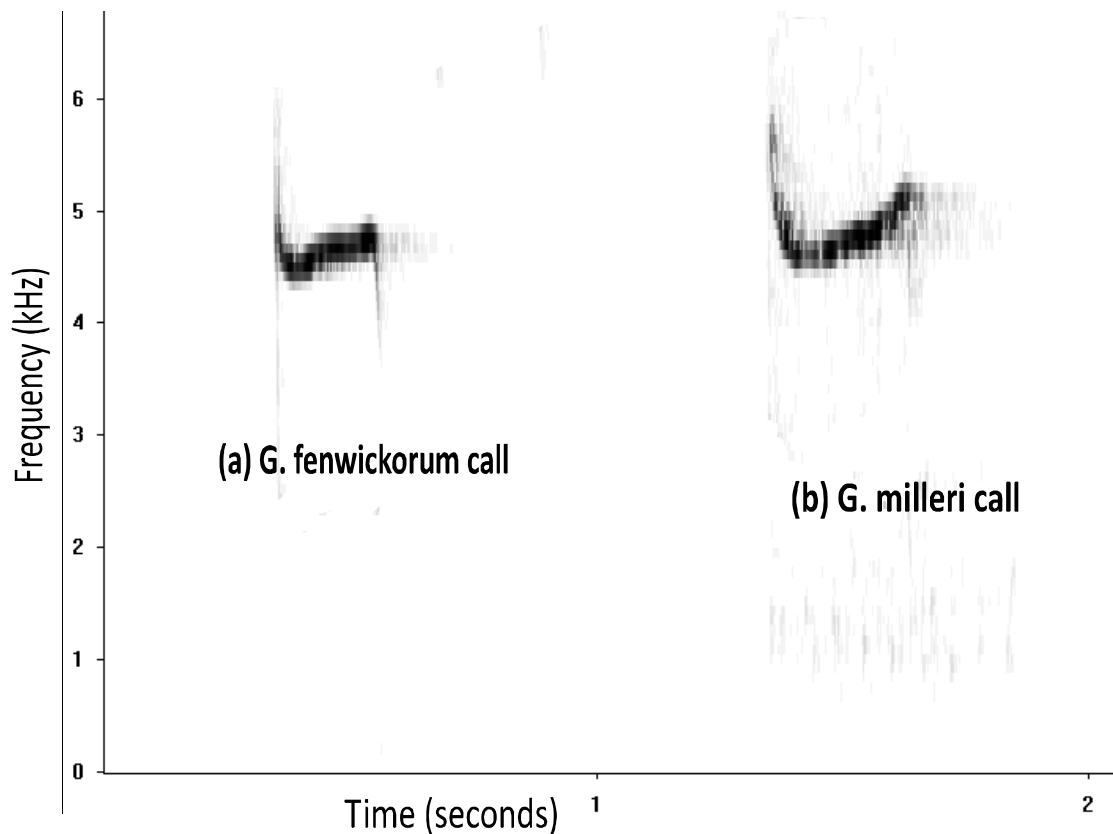 6
5
4
3
2
1
0
Frequency (kHz)
(a) G. fenwickorum call
(b) G. milleri call
Time (seconds)
1
2